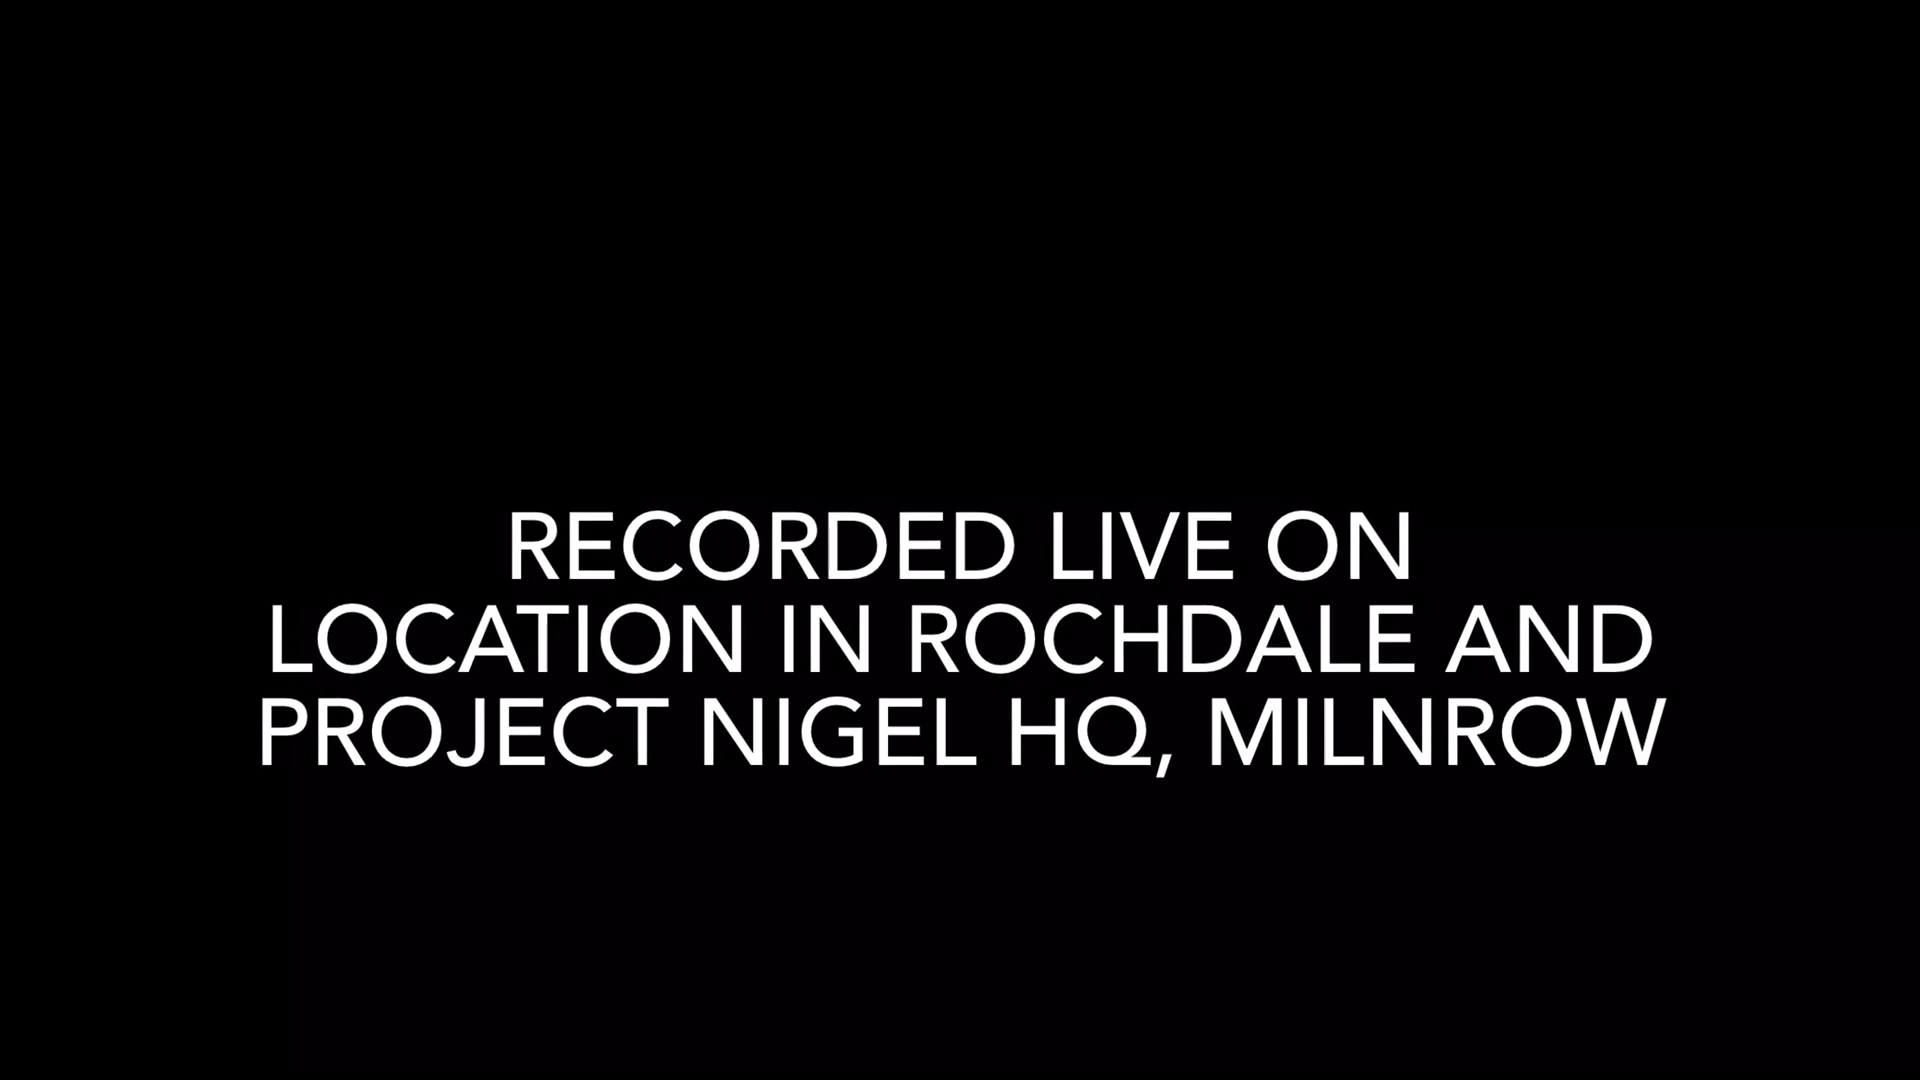 RECORDED LIVE ON
LOCATION IN ROCHDALE AND
PROJECT NIGEL HQ, MILNROW